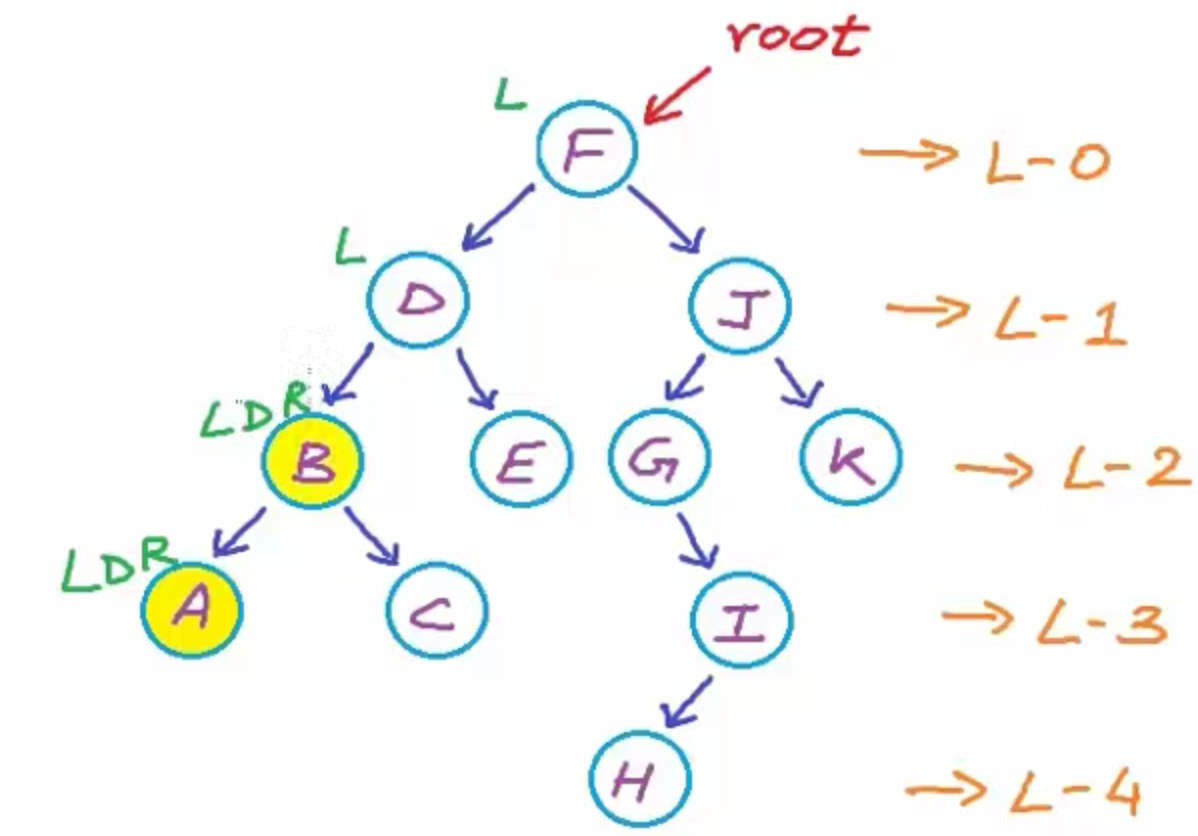 root
L
F → L-0
L
D J → L-1
LDR
B E G K → L-2
LDR
A C I → L-3
H → L-4